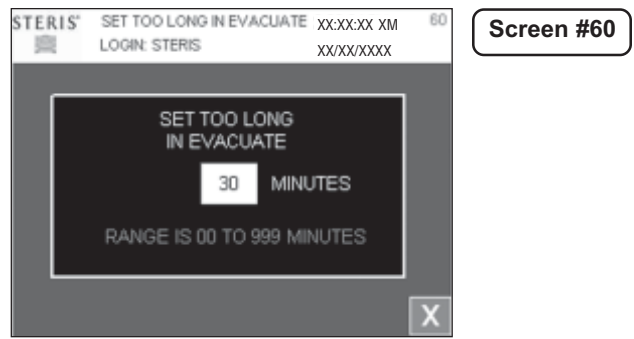 STERIS® SET TOO LONG IN EVACUATE XX:XX:XX XM 60
LOGIN: STERIS XX/XX/XXXX
Screen #60
SET TOO LONG
IN EVACUATE
30 MINUTES
RANGE IS 00 TO 999 MINUTES
X